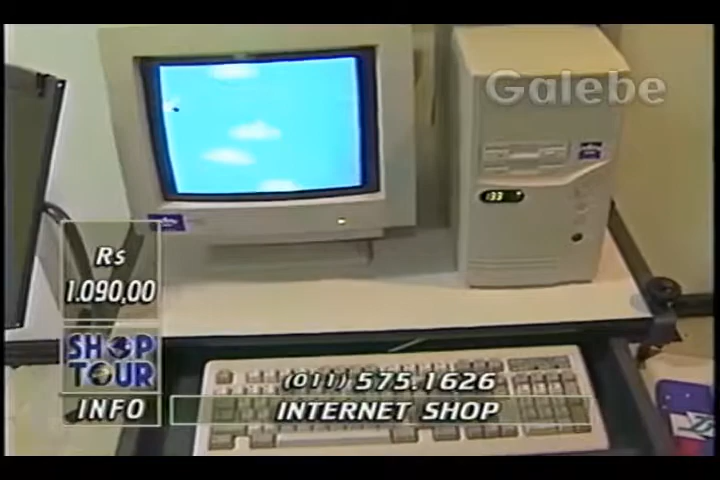 Galebe
133
Rs
1.090,00
SHOP
TOUR
INFO
(011) 575.1626
INTERNET SHOP